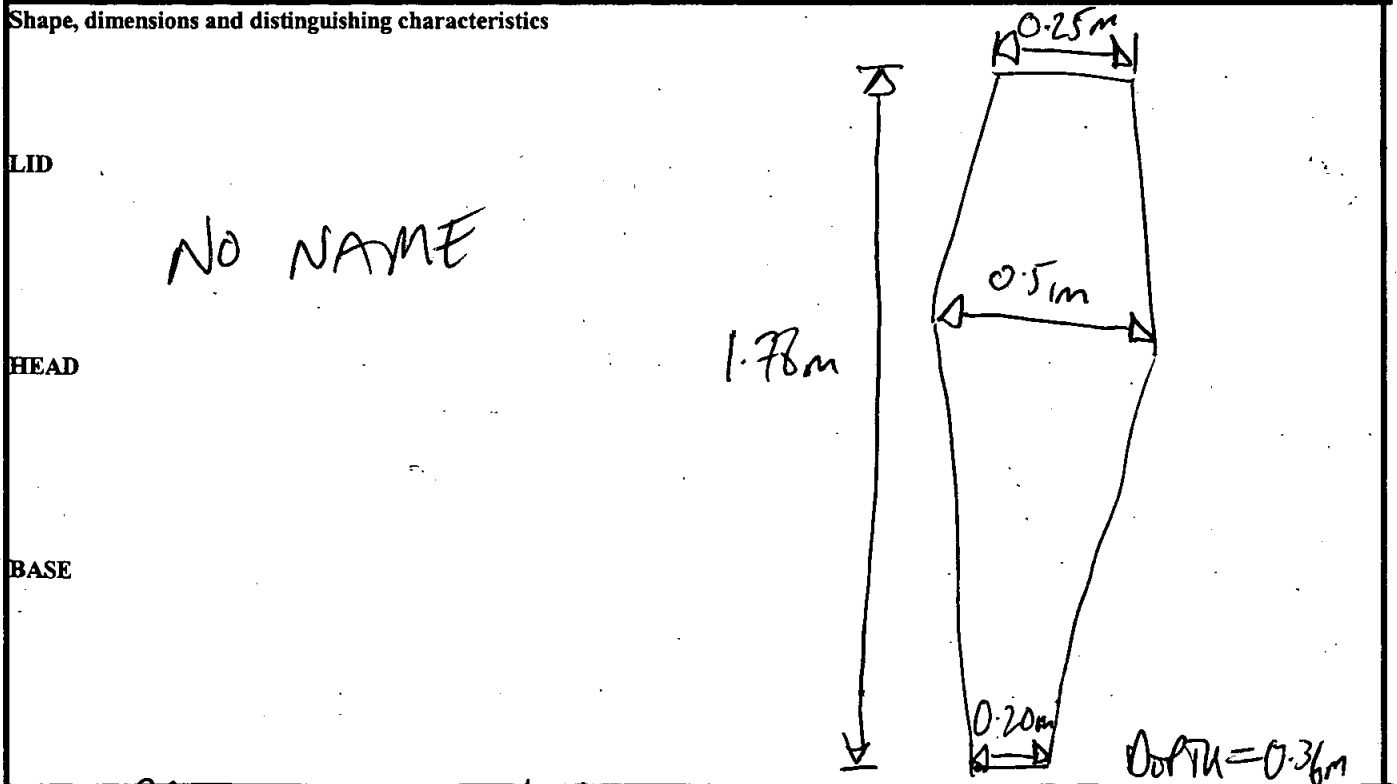 Shape, dimensions and distinguishing characteristics
0.25m
LID
NO NAME
0.5m
1.78m
HEAD
BASE
0.20m
DEPTH=0.36m